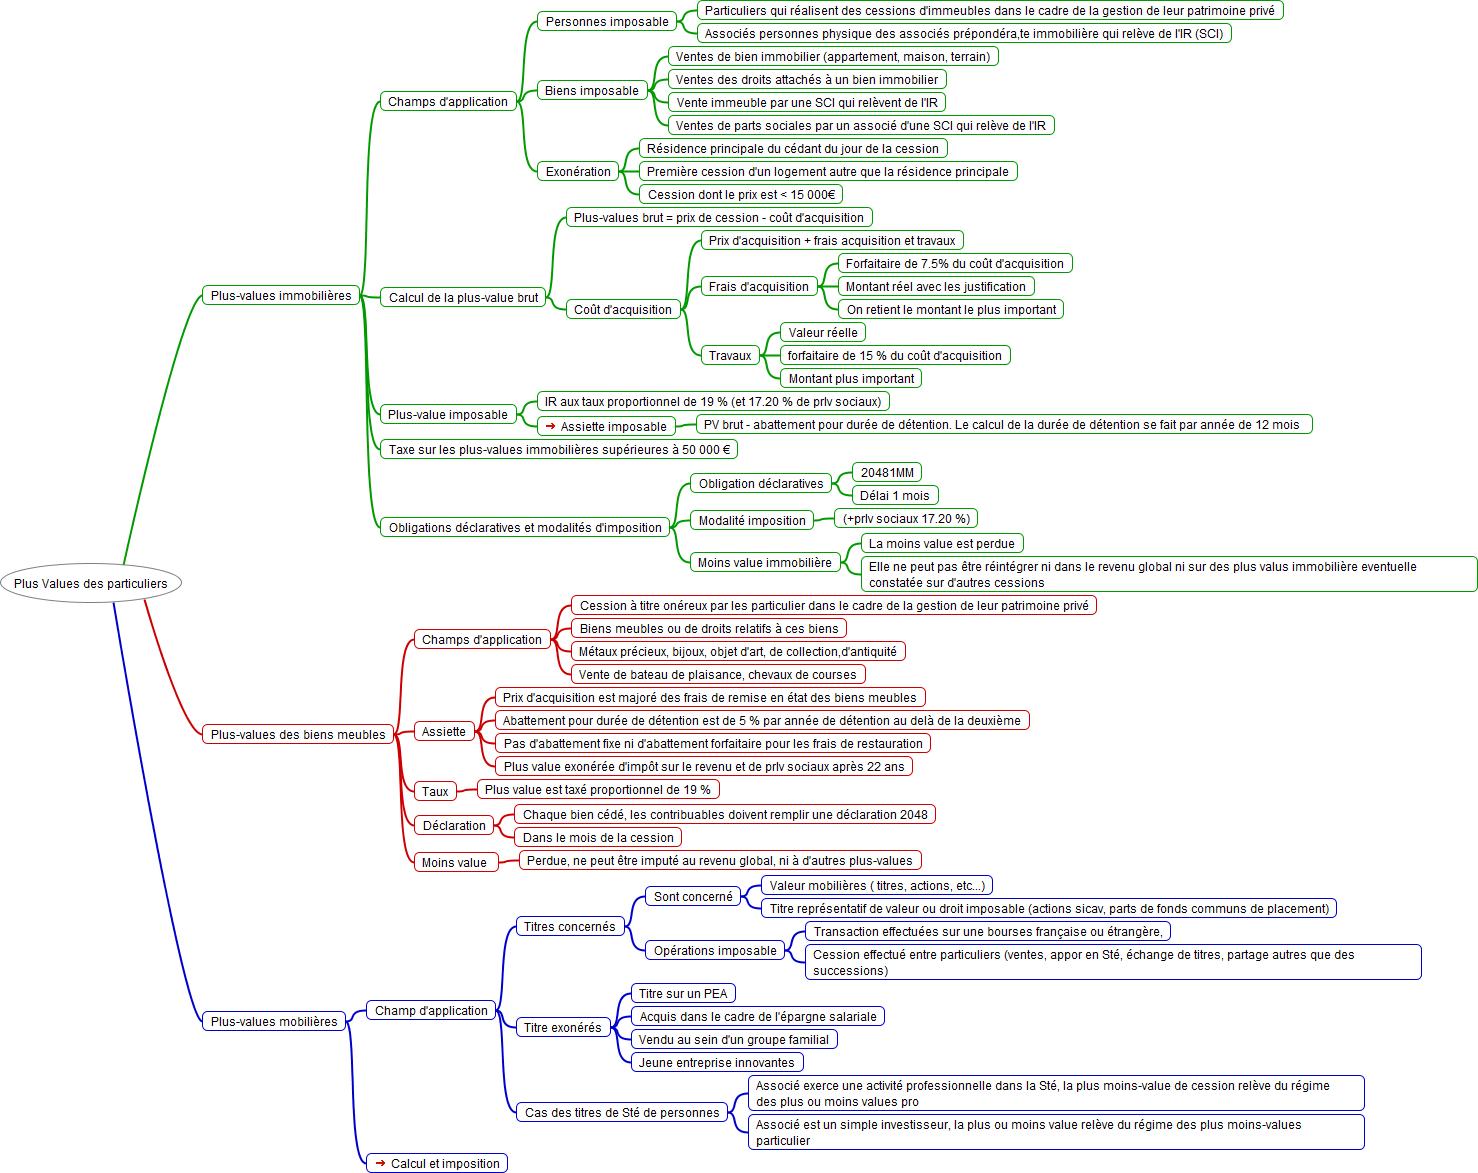 Plus Values des particuliers
Plus-values immobilières
Champs d'application
Personnes imposable
Particuliers qui réalisent des cessions d'immeubles dans le cadre de la gestion de leur patrimoine privé
Associés personnes physique des associés prépondéra,te immobilière qui relève de l'IR (SCI)
Biens imposable
Ventes de bien immobilier (appartement, maison, terrain)
Ventes des droits attachés à un bien immobilier
Vente immeuble par une SCI qui relèvent de l'IR
Ventes de parts sociales par un associé d'une SCI qui relève de l'IR
Exonération
Résidence principale du cédant du jour de la cession
Première cession d'un logement autre que la résidence principale
Cession dont le prix est < 15 000€
Calcul de la plus-value brut
Plus-values brut = prix de cession - coût d'acquisition
Coût d'acquisition
Prix d'acquisition + frais acquisition et travaux
Frais d'acquisition
Forfaitaire de 7.5% du coût d'acquisition
Montant réel avec les justification
On retient le montant le plus important
Travaux
Valeur réelle
forfaitaire de 15 % du coût d'acquisition
Montant plus important
Plus-value imposable
IR aux taux proportionnel de 19 % (et 17.20 % de prlv sociaux)
➔ Assiette imposable
PV brut - abattement pour durée de détention. Le calcul de la durée de détention se fait par année de 12 mois
Taxe sur les plus-values immobilières supérieures à 50 000 €
Obligations déclaratives et modalités d'imposition
Obligation déclaratives
20481MM
Délai 1 mois
Modalité imposition
(+prlv sociaux 17.20 %)
Moins value immobilière
La moins value est perdue
Elle ne peut pas être réintégrer ni dans le revenu global ni sur des plus valus immobilière eventuelle
constatée sur d'autres cessions
Plus-values des biens meubles
Champs d'application
Cession à titre onéreux par les particulier dans le cadre de la gestion de leur patrimoine privé
Biens meubles ou de droits relatifs à ces biens
Métaux précieux, bijoux, objet d'art, de collection,d'antiquité
Vente de bateau de plaisance, chevaux de courses
Assiette
Prix d'acquisition est majoré des frais de remise en état des biens meubles
Abattement pour durée de détention est de 5 % par année de détention au delà de la deuxième
Pas d'abattement fixe ni d'abattement forfaitaire pour les frais de restauration
Plus value exonérée d'impôt sur le revenu et de prlv sociaux après 22 ans
Taux
Plus value est taxé proportionnel de 19 %
Déclaration
Chaque bien cédé, les contribuables doivent remplir une déclaration 2048
Dans le mois de la cession
Moins value
Perdue, ne peut être imputé au revenu global, ni à d'autres plus-values
Plus-values mobilières
Champ d'application
Titres concernés
Sont concerné
Valeur mobilières ( titres, actions, etc...)
Titre représentatif de valeur ou droit imposable (actions sicav, parts de fonds communs de placement)
Opérations imposable
Transaction effectuées sur une bourses française ou étrangère,
Cession effectué entre particuliers (ventes, appor en Sté, échange de titres, partage autres que des
successions)
Titre exonérés
Titre sur un PEA
Acquis dans le cadre de l'épargne salariale
Vendu au sein d'un groupe familial
Jeune entreprise innovantes
Cas des titres de Sté de personnes
Associé exerce une activité professionnelle dans la Sté, la plus moins-value de cession relève du régime
des plus ou moins values pro
Associé est un simple investisseur, la plus ou moins value relève du régime des plus moins-values
particulier
➔ Calcul et imposition